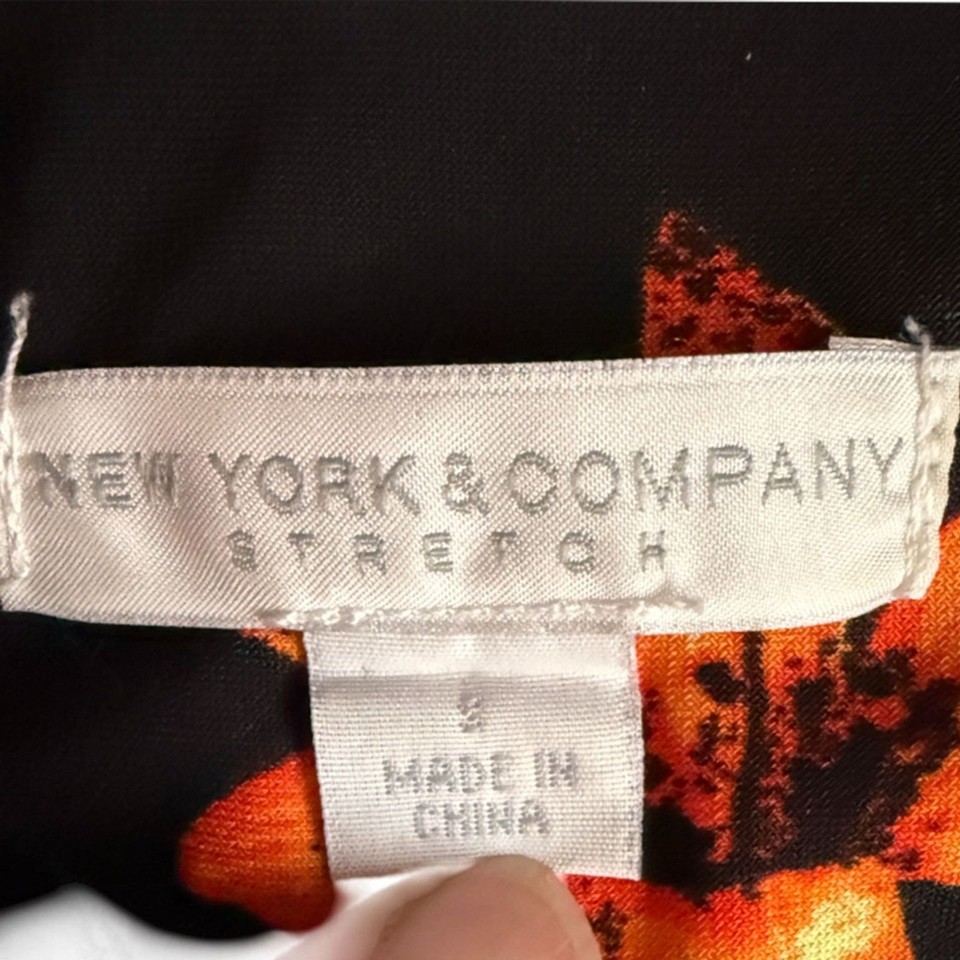 NEW YORK & COMPANY
STRETCH
S
MADE IN
CHINA